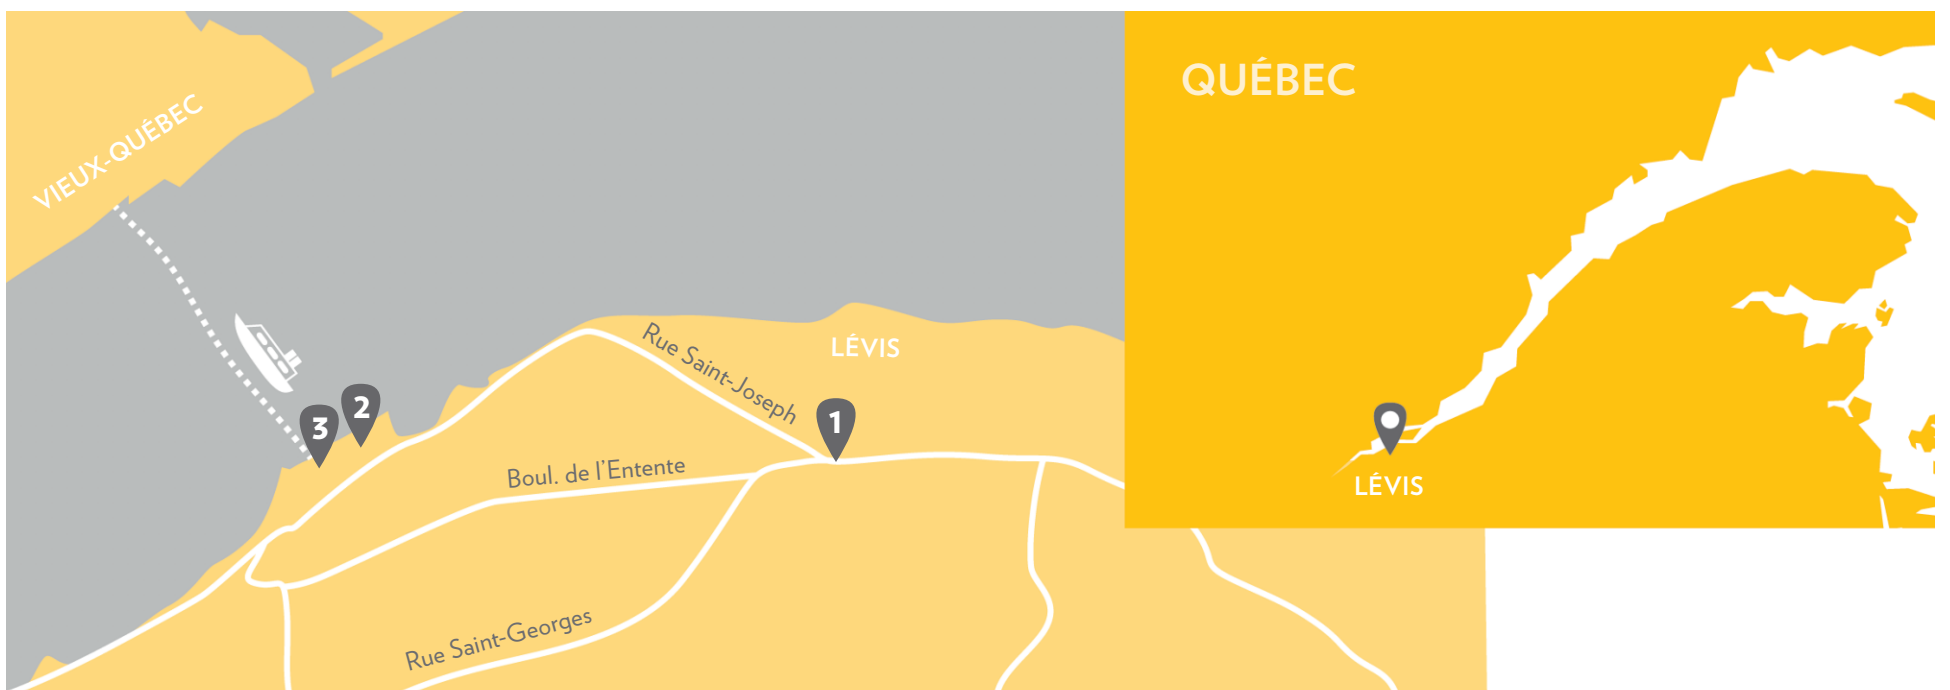 VIEUX-QUÉBEC
3
2
Rue Saint-Joseph
LÉVIS
1
Boul. de l'Entente
Rue Saint-Georges
QUÉBEC
LÉVIS